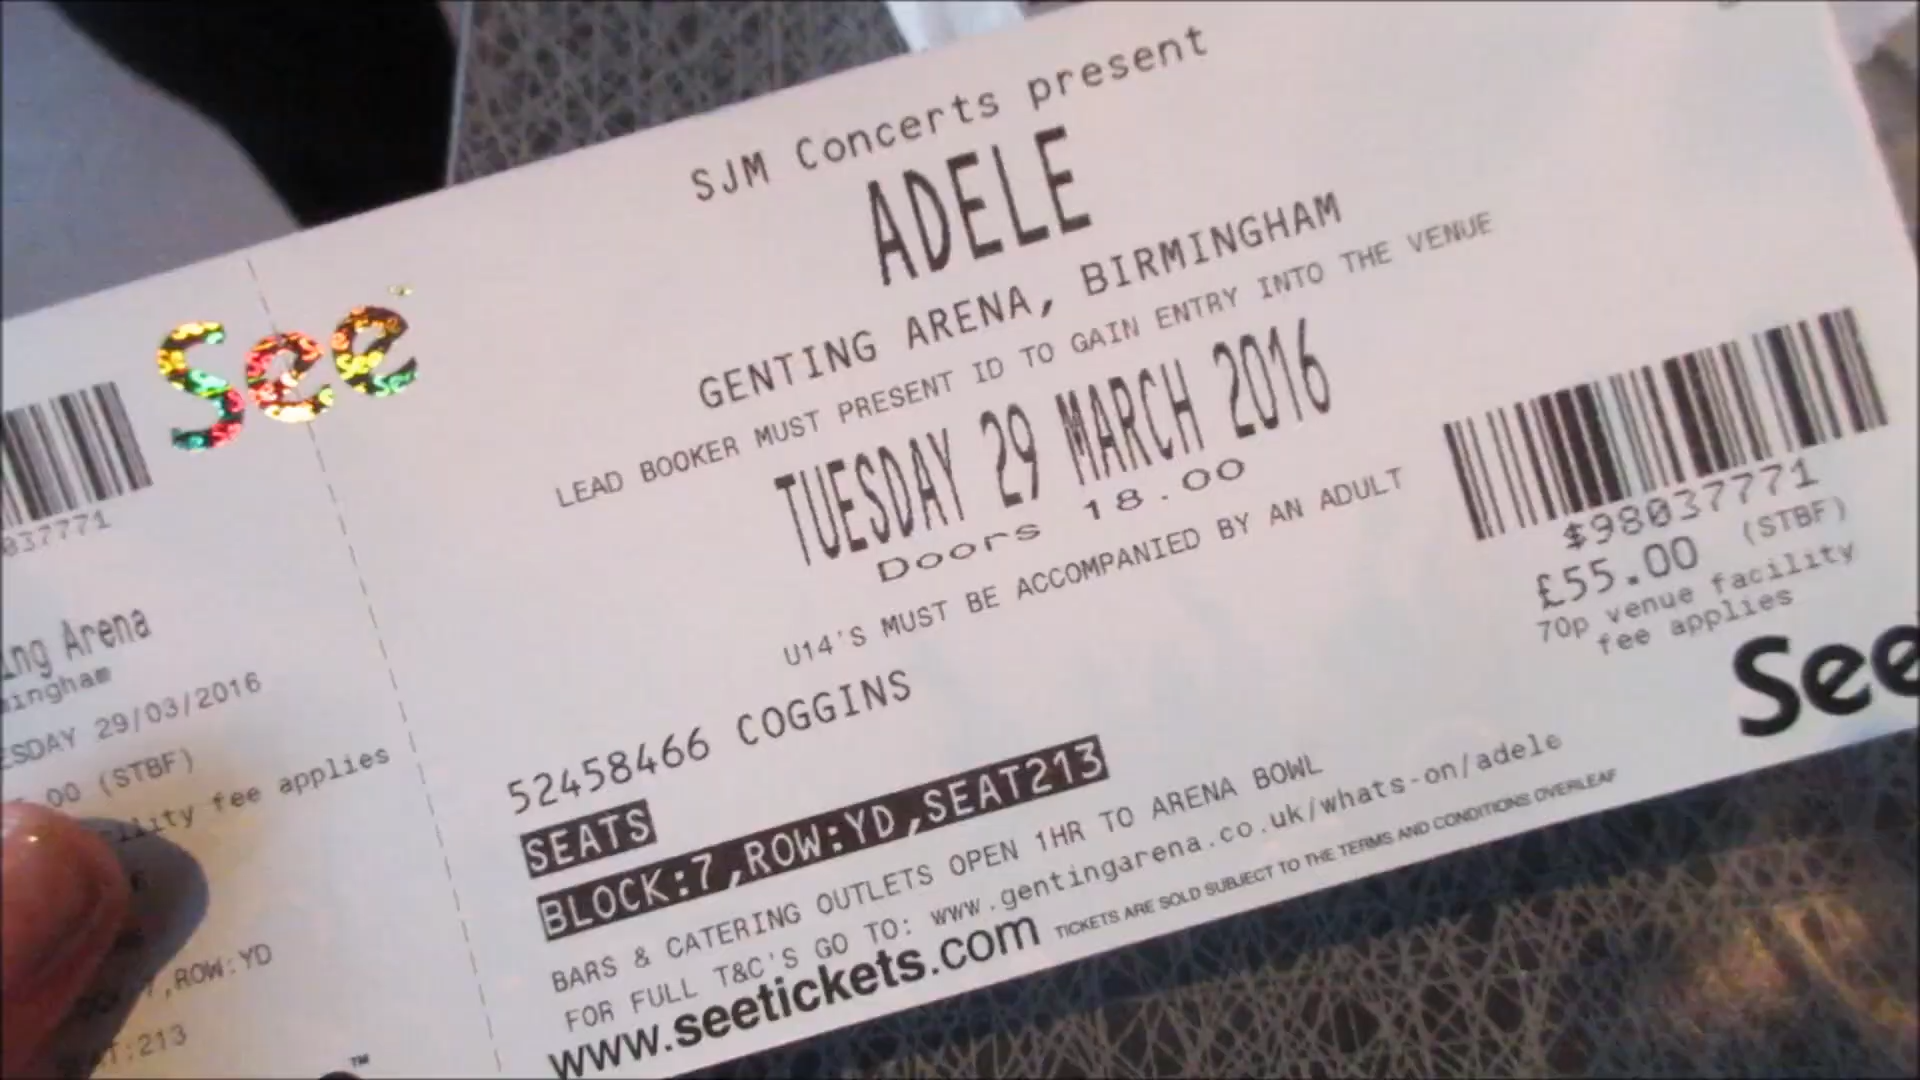 SJM Concerts present
ADELE
GENTING ARENA, BIRMINGHAM
LEAD BOOKER MUST PRESENT ID TO GAIN ENTRY INTO THE VENUE
TUESDAY 29 MARCH 2016
Doors 18.00
U14'S MUST BE ACCOMPANIED BY AN ADULT
52458466 COGGINS
SEATS
BLOCK:7,ROW:YD,SEAT213
BARS & CATERING OUTLETS OPEN 1HR TO ARENA BOWL
FOR FULL T&C'S GO TO: www.gentingarena.co.uk/whats-on/adele
www.seetickets.com TICKETS ARE SOLD SUBJECT TO THE TERMS AND CONDITIONS OVERLEAF
$98037771
£55.00 (STBF)
70p venue facility
fee applies
See
See
037771
ing Arena
mingham
ESDAY 29/03/2016
00 (STBF)
ility fee applies
7,ROW:YD
T:213
TM